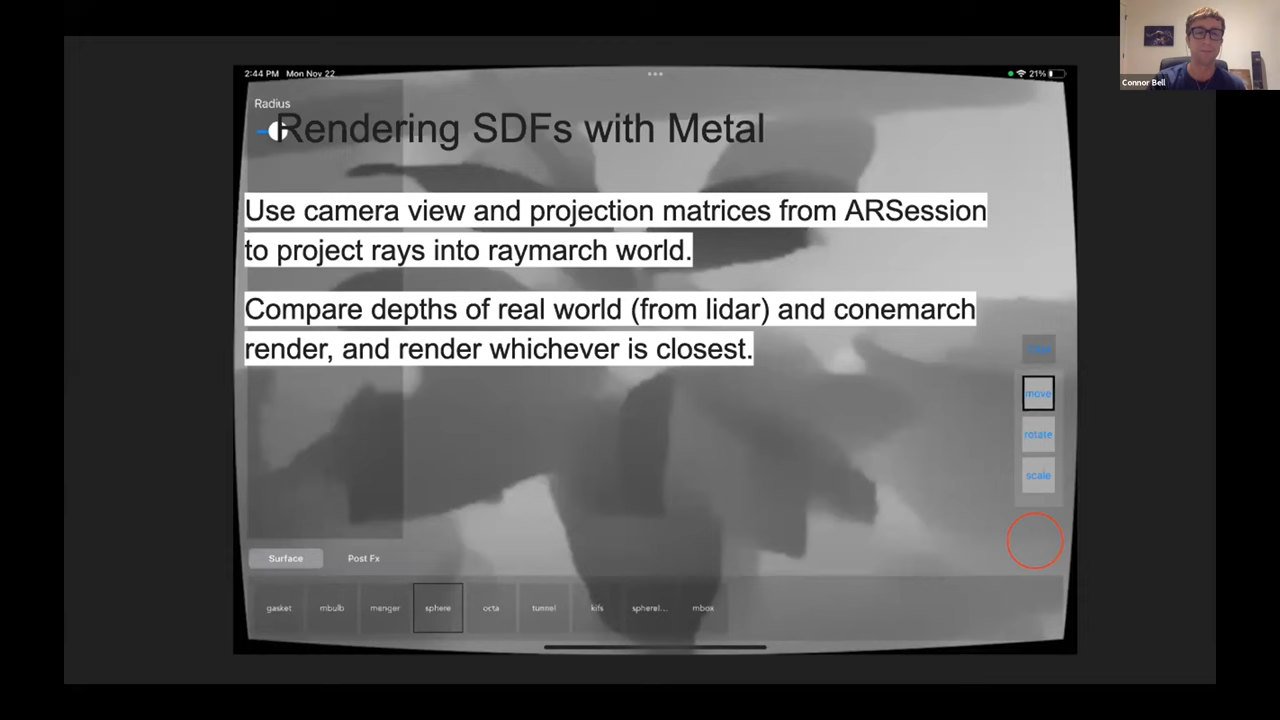 Connor Bell
2:44 PM Mon Nov 22
21%
Radius
Rendering SDFs with Metal
Use camera view and projection matrices from ARSession
to project rays into raymarch world.
Compare depths of real world (from lidar) and conemarch
render, and render whichever is closest.
move
rotate
scale
Surface
Post Fx
gasket
mbulb
menger
sphere
octa
tunnel
kifs
spherel...
mbox